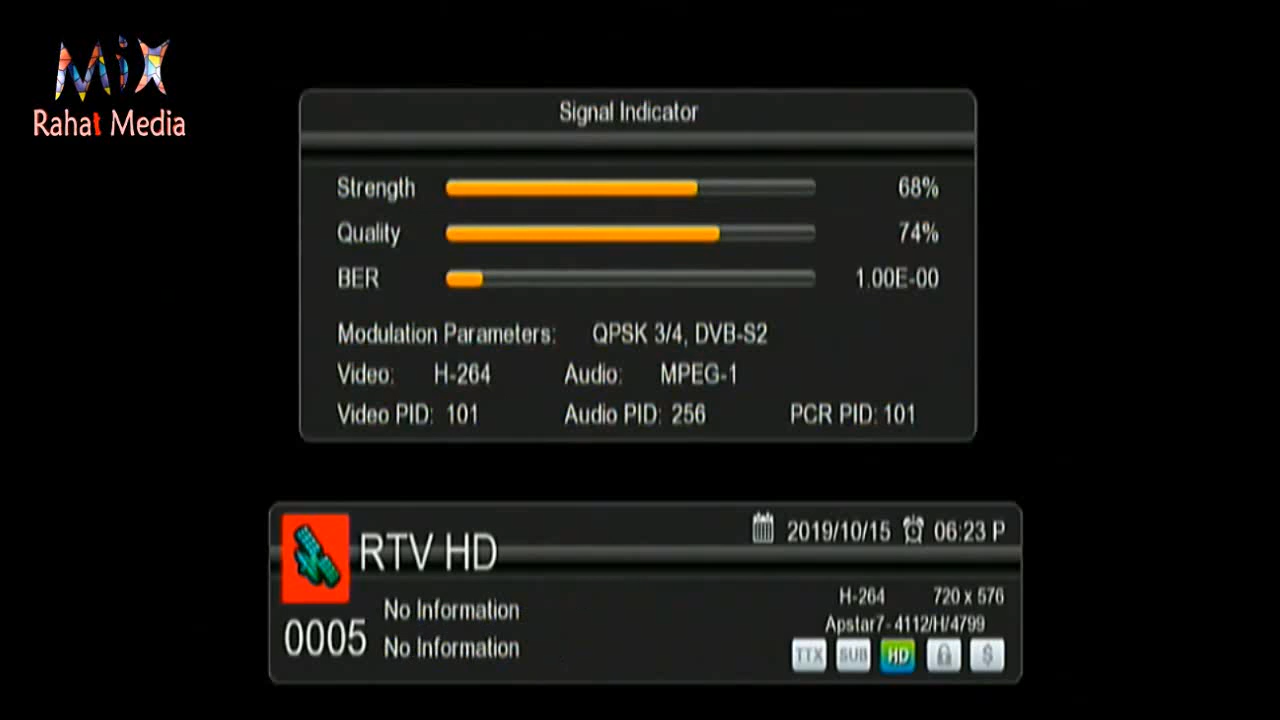 MiX
Rahat Media
Signal Indicator
Strength 68%
Quality 74%
BER 1.00E-00
Modulation Parameters: QPSK 3/4, DVB-S2
Video: H-264 Audio: MPEG-1
Video PID: 101 Audio PID: 256 PCR PID: 101
RTV HD
2019/10/15 06:23 P
No Information
H-264 720 x 576
0005
No Information
Apstar7- 4112/H/4799
TTX SUB HD $